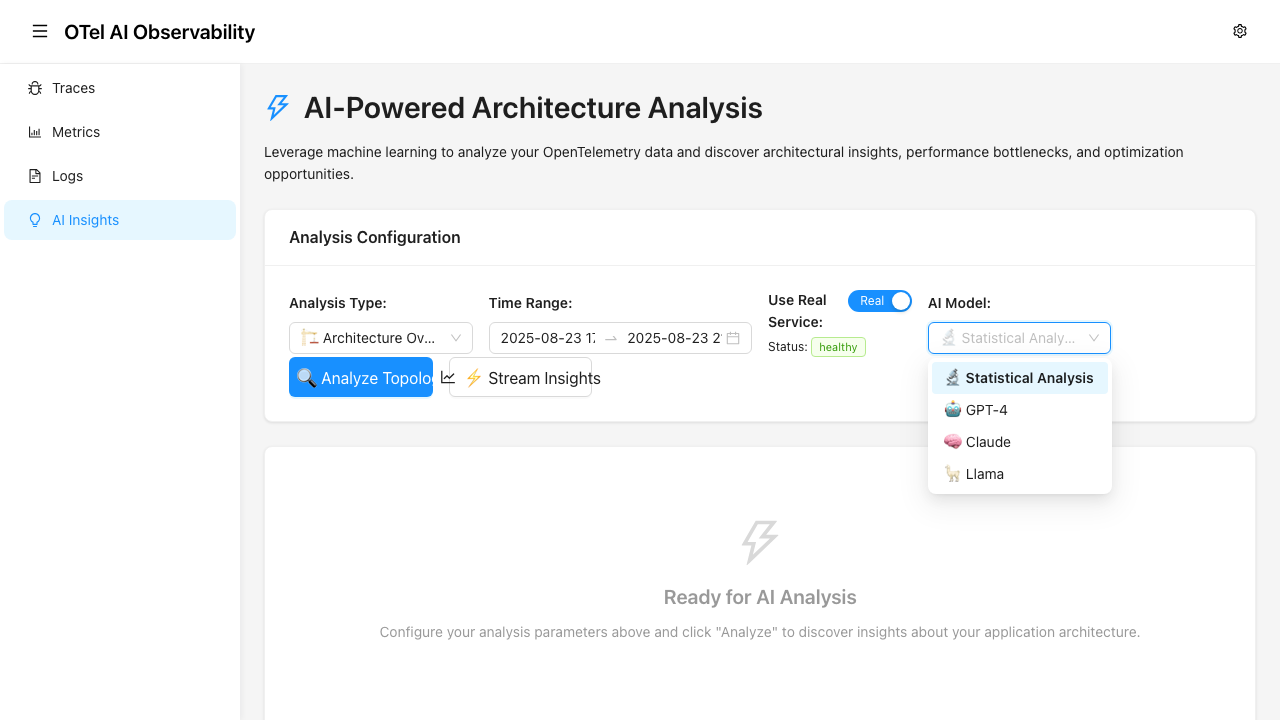 OTel AI Observability
Traces
Metrics
Logs
AI Insights
AI-Powered Architecture Analysis
Leverage machine learning to analyze your OpenTelemetry data and discover architectural insights, performance bottlenecks, and optimization
opportunities.
Analysis Configuration
Analysis Type:
🏗️ Architecture Ov...
Time Range:
2025-08-23 17:
2025-08-23 2
Use Real
Service:
Real
Status: healthy
AI Model:
🔬 Statistical Analy...
🔬 Statistical Analysis
🤖 GPT-4
🧠 Claude
🦙 Llama
🔍 Analyze Topolo
⚡ Stream Insights
Ready for AI Analysis
Configure your analysis parameters above and click "Analyze" to discover insights about your application architecture.